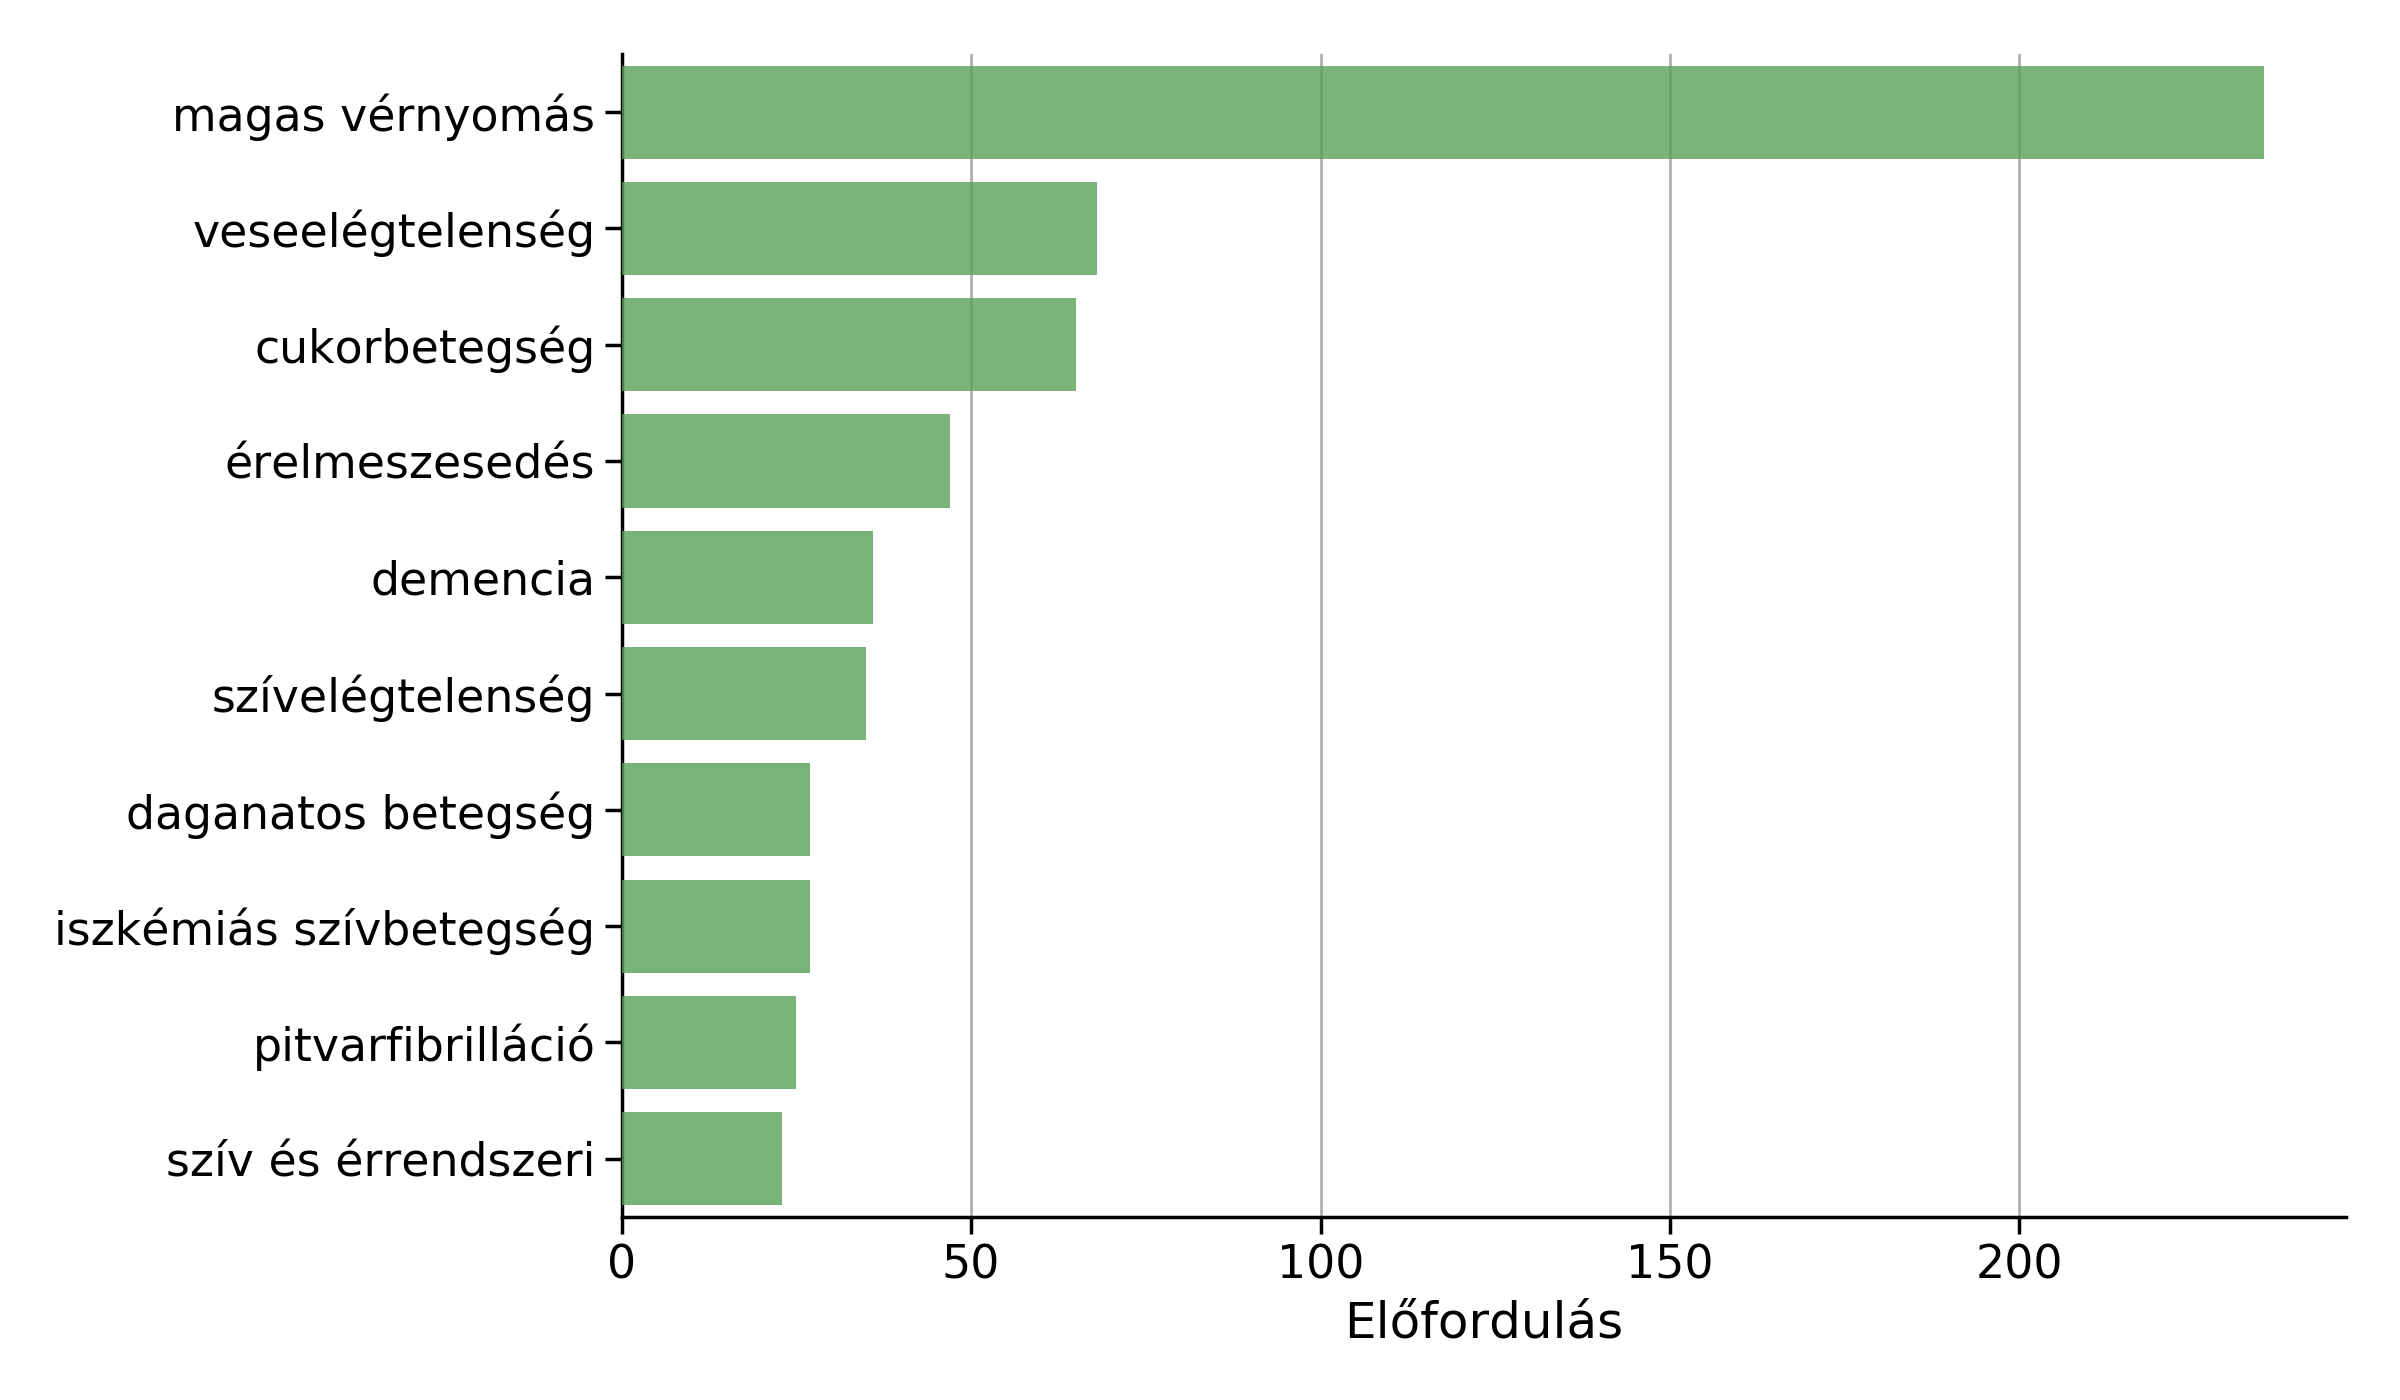 magas vérnyomás
veseelégtelenség
cukorbetegség
érelmeszesedés
demencia
szívelégtelenség
daganatos betegség
iszkémiás szívbetegség
pitvarfibrilláció
szív és érrendszeri
0 50 100 150 200
Előfordulás